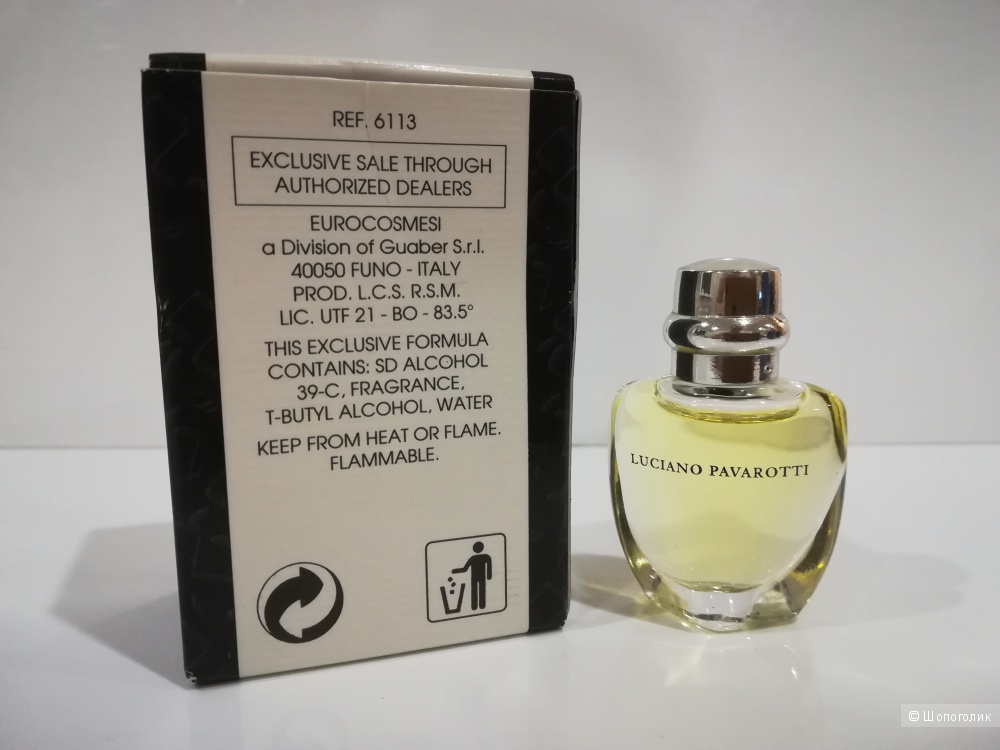 REF. 6113
EXCLUSIVE SALE THROUGH
AUTHORIZED DEALERS
EUROCOSMESI
a Division of Guaber S.r.l.
40050 FUNO - ITALY
PROD. L.C.S. R.S.M.
LIC. UTF 21 - BO - 83.5°
THIS EXCLUSIVE FORMULA
CONTAINS: SD ALCOHOL
39-C, FRAGRANCE,
T-BUTYL ALCOHOL, WATER
KEEP FROM HEAT OR FLAME.
FLAMMABLE.
LUCIANO PAVAROTTI
© Шопоголик